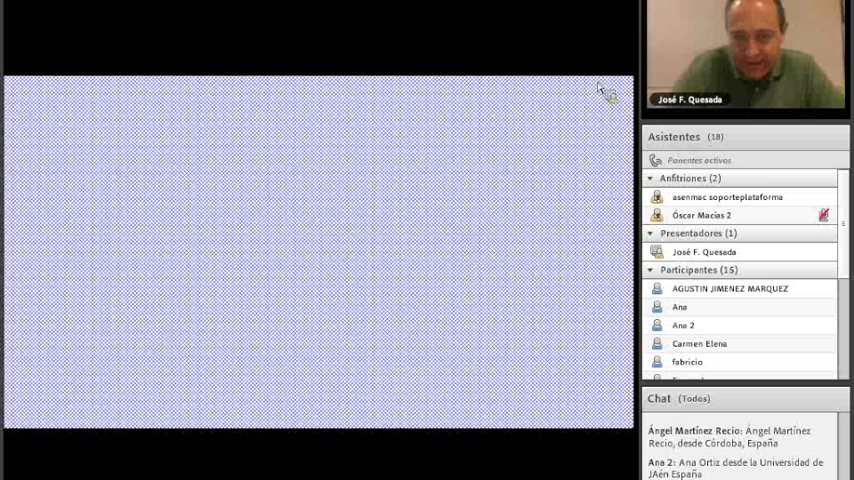 José F. Quesada
Asistentes (18)
Ponentes activos
Anfitriones (2)
asenmac soporteplataforma
Óscar Macías 2
Presentadores (1)
José F. Quesada
Participantes (15)
AGUSTIN JIMENEZ MARQUEZ
Ana
Ana 2
Carmen Elena
fabricio
Chat (Todos)
Ángel Martínez Recio: Ángel Martínez
Recio, desde Córdoba, España
Ana 2: Ana Ortiz desde la Universidad de
JAén España